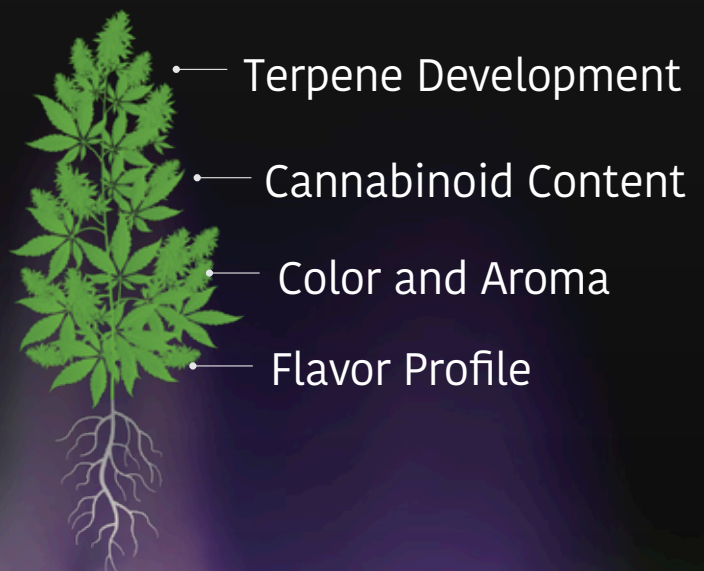 Terpene Development
Cannabinoid Content
Color and Aroma
Flavor Profile